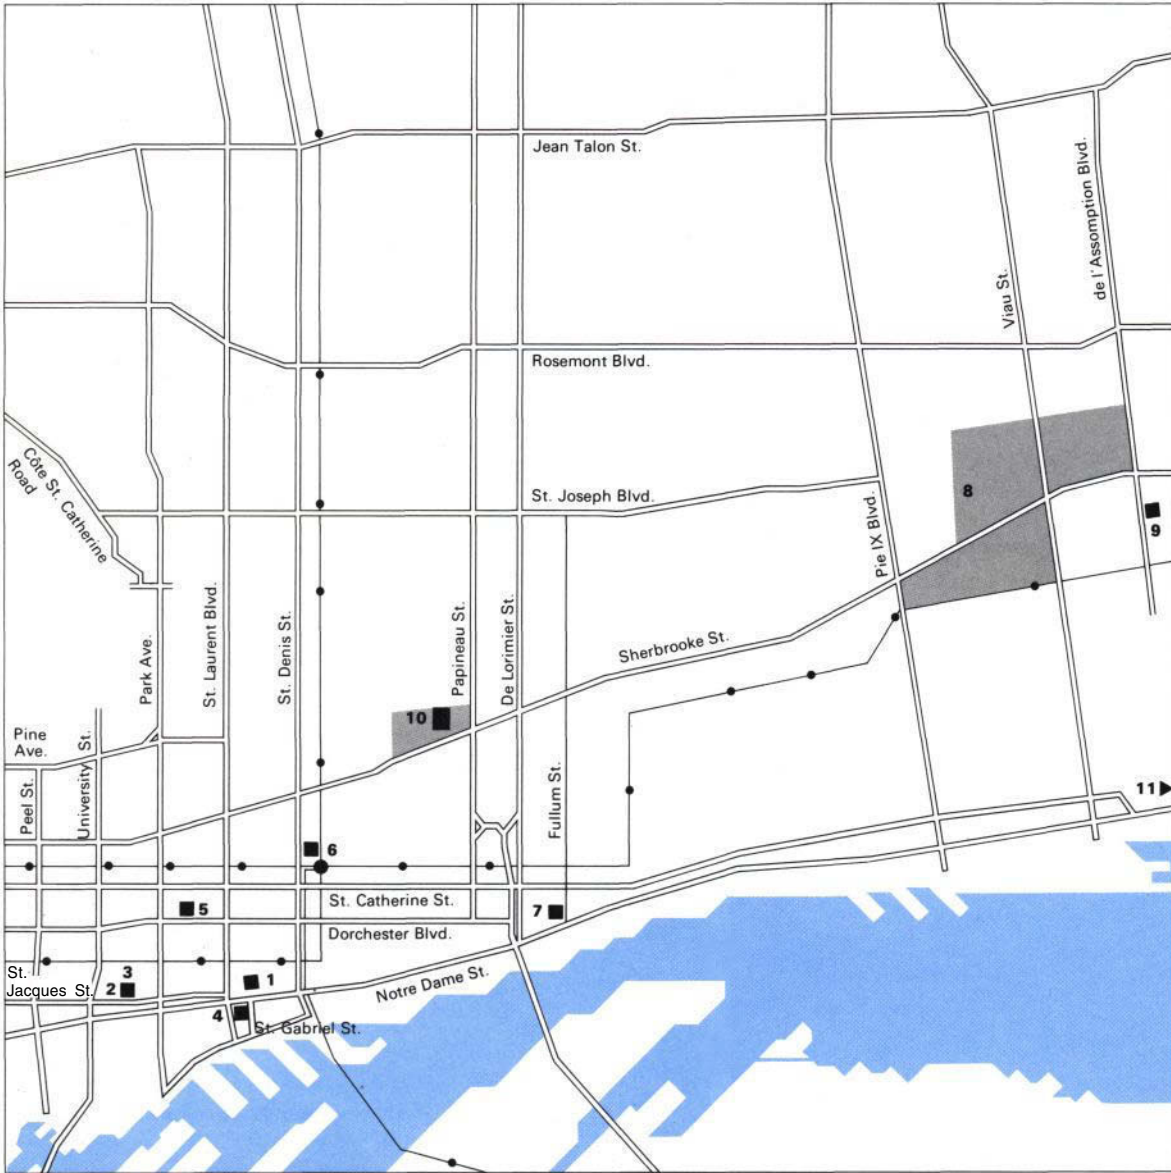 Jean Talon St.
de l'Assomption Blvd.
Viau St.
Rosemont Blvd.
Côte St. Catherine
Road
St. Joseph Blvd.
8
Pie IX Blvd.
9
St. Laurent Blvd.
St. Denis St.
Papineau St.
De Lorimier St.
Park Ave.
Sherbrooke St.
10
Pine
Ave.
University St.
Peel St.
Fullum St.
11
6
St. Catherine St.
5
7
Dorchester Blvd.
St.
Jacques St.
3
2
1
Notre Dame St.
4
St. Gabriel St.